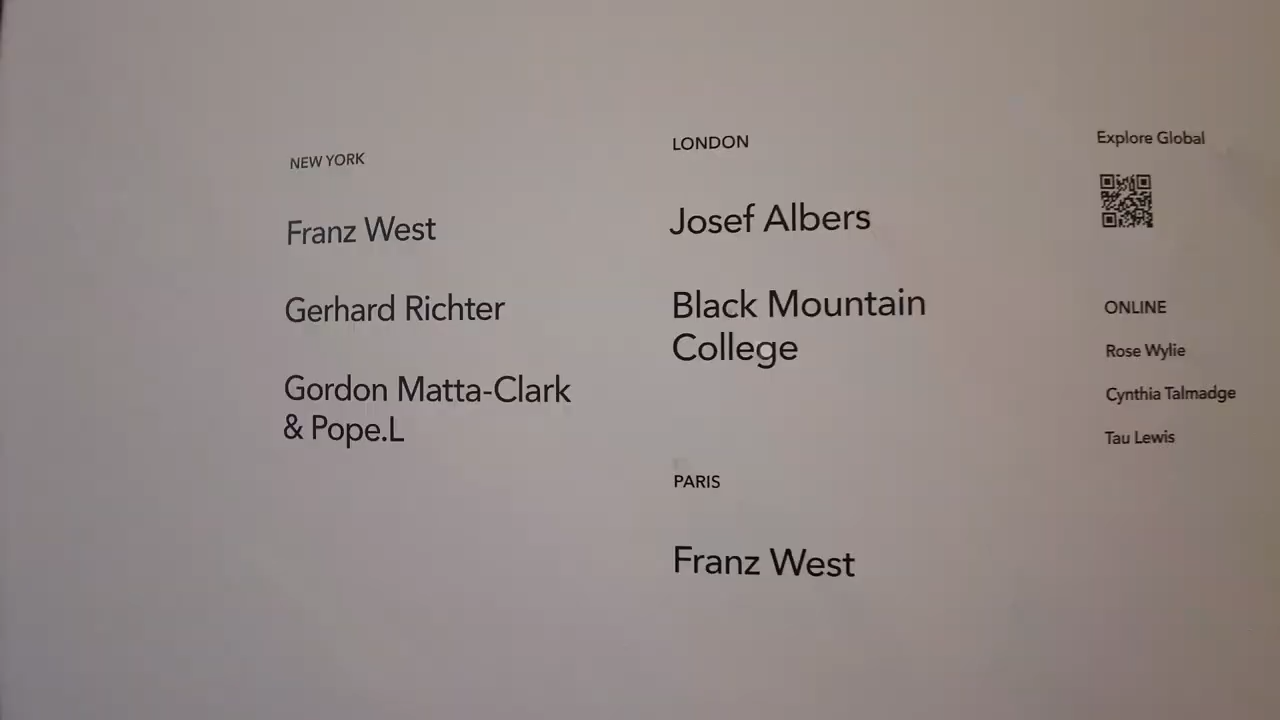 NEW YORK
Franz West
Gerhard Richter
Gordon Matta-Clark
& Pope.L
LONDON
Josef Albers
Black Mountain
College
PARIS
Franz West
Explore Global
ONLINE
Rose Wylie
Cynthia Talmadge
Tau Lewis